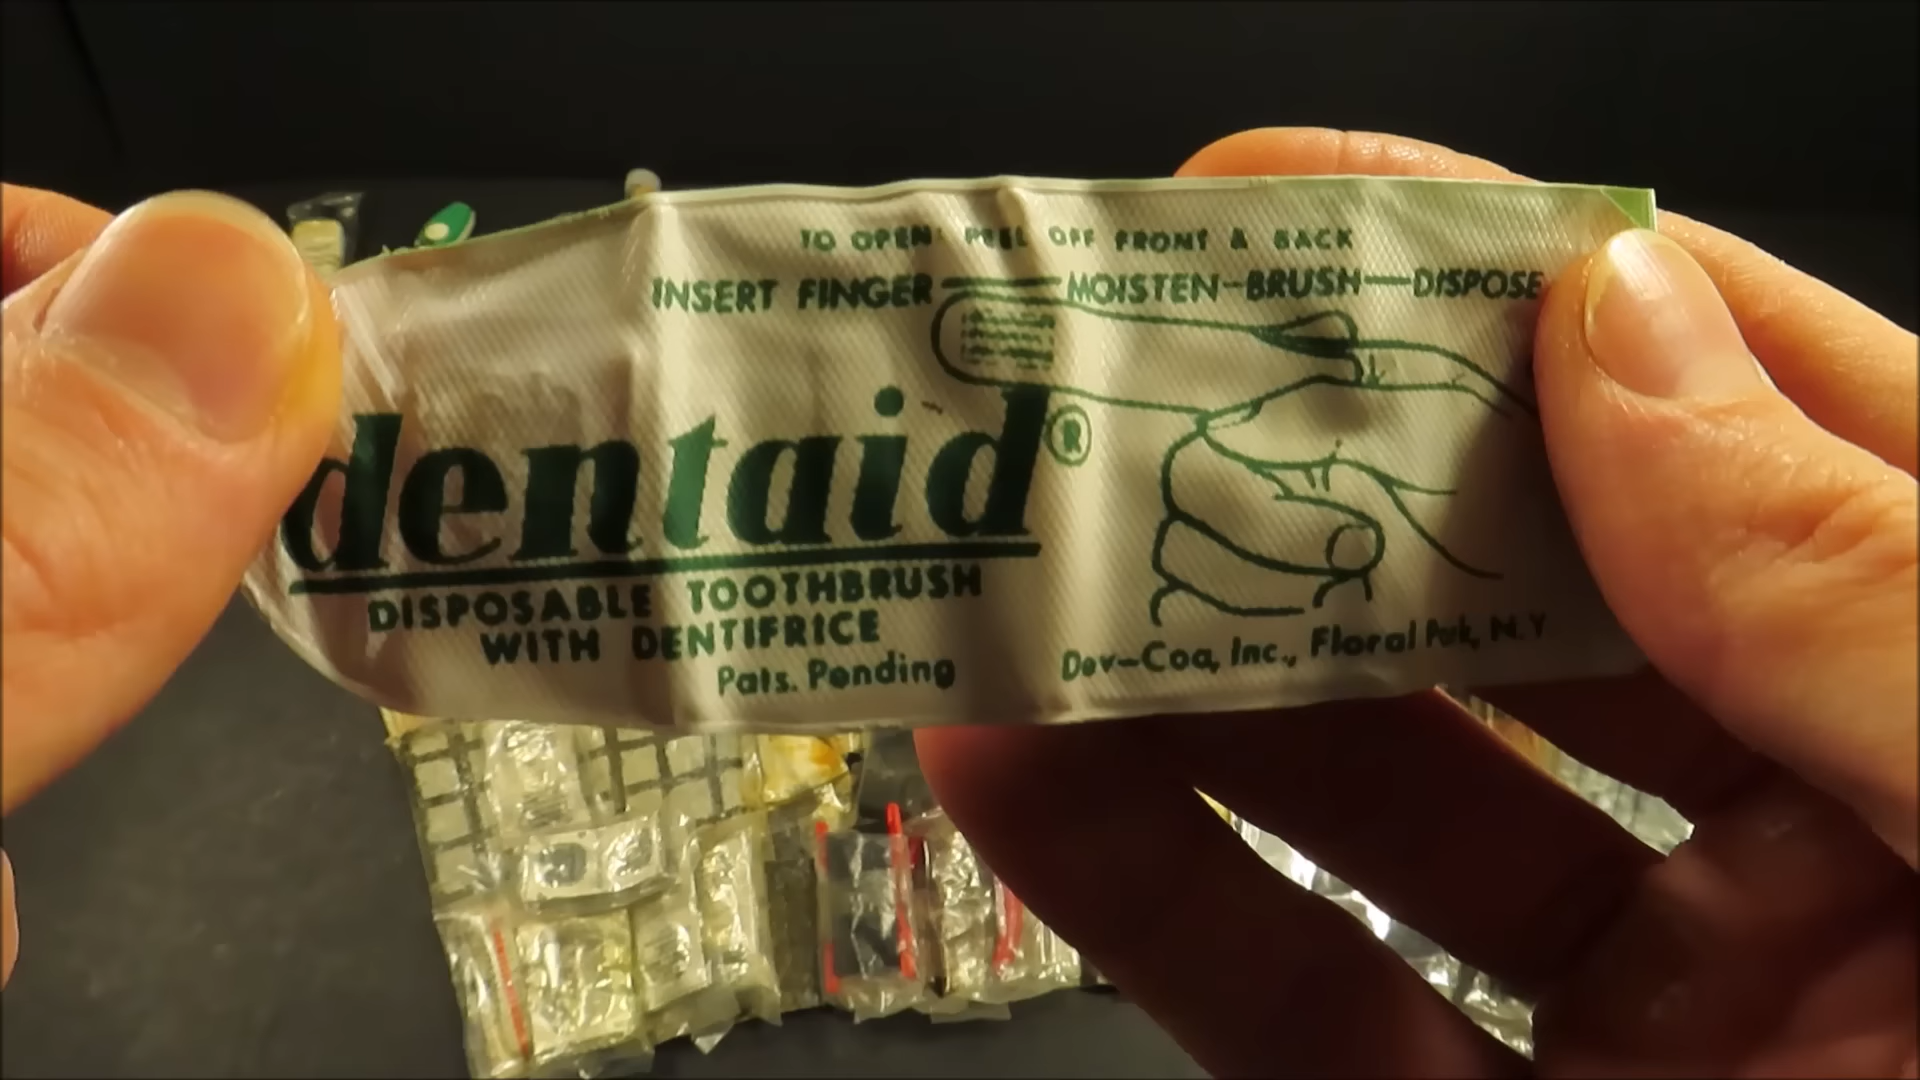 TO OPEN: PEEL OFF FRONT & BACK
INSERT FINGER — MOISTEN—BRUSH—DISPOSE
dentaid®
DISPOSABLE TOOTHBRUSH
WITH DENTIFRICE
Pats. Pending
Dev-Coa, Inc., Floral Park, N.Y